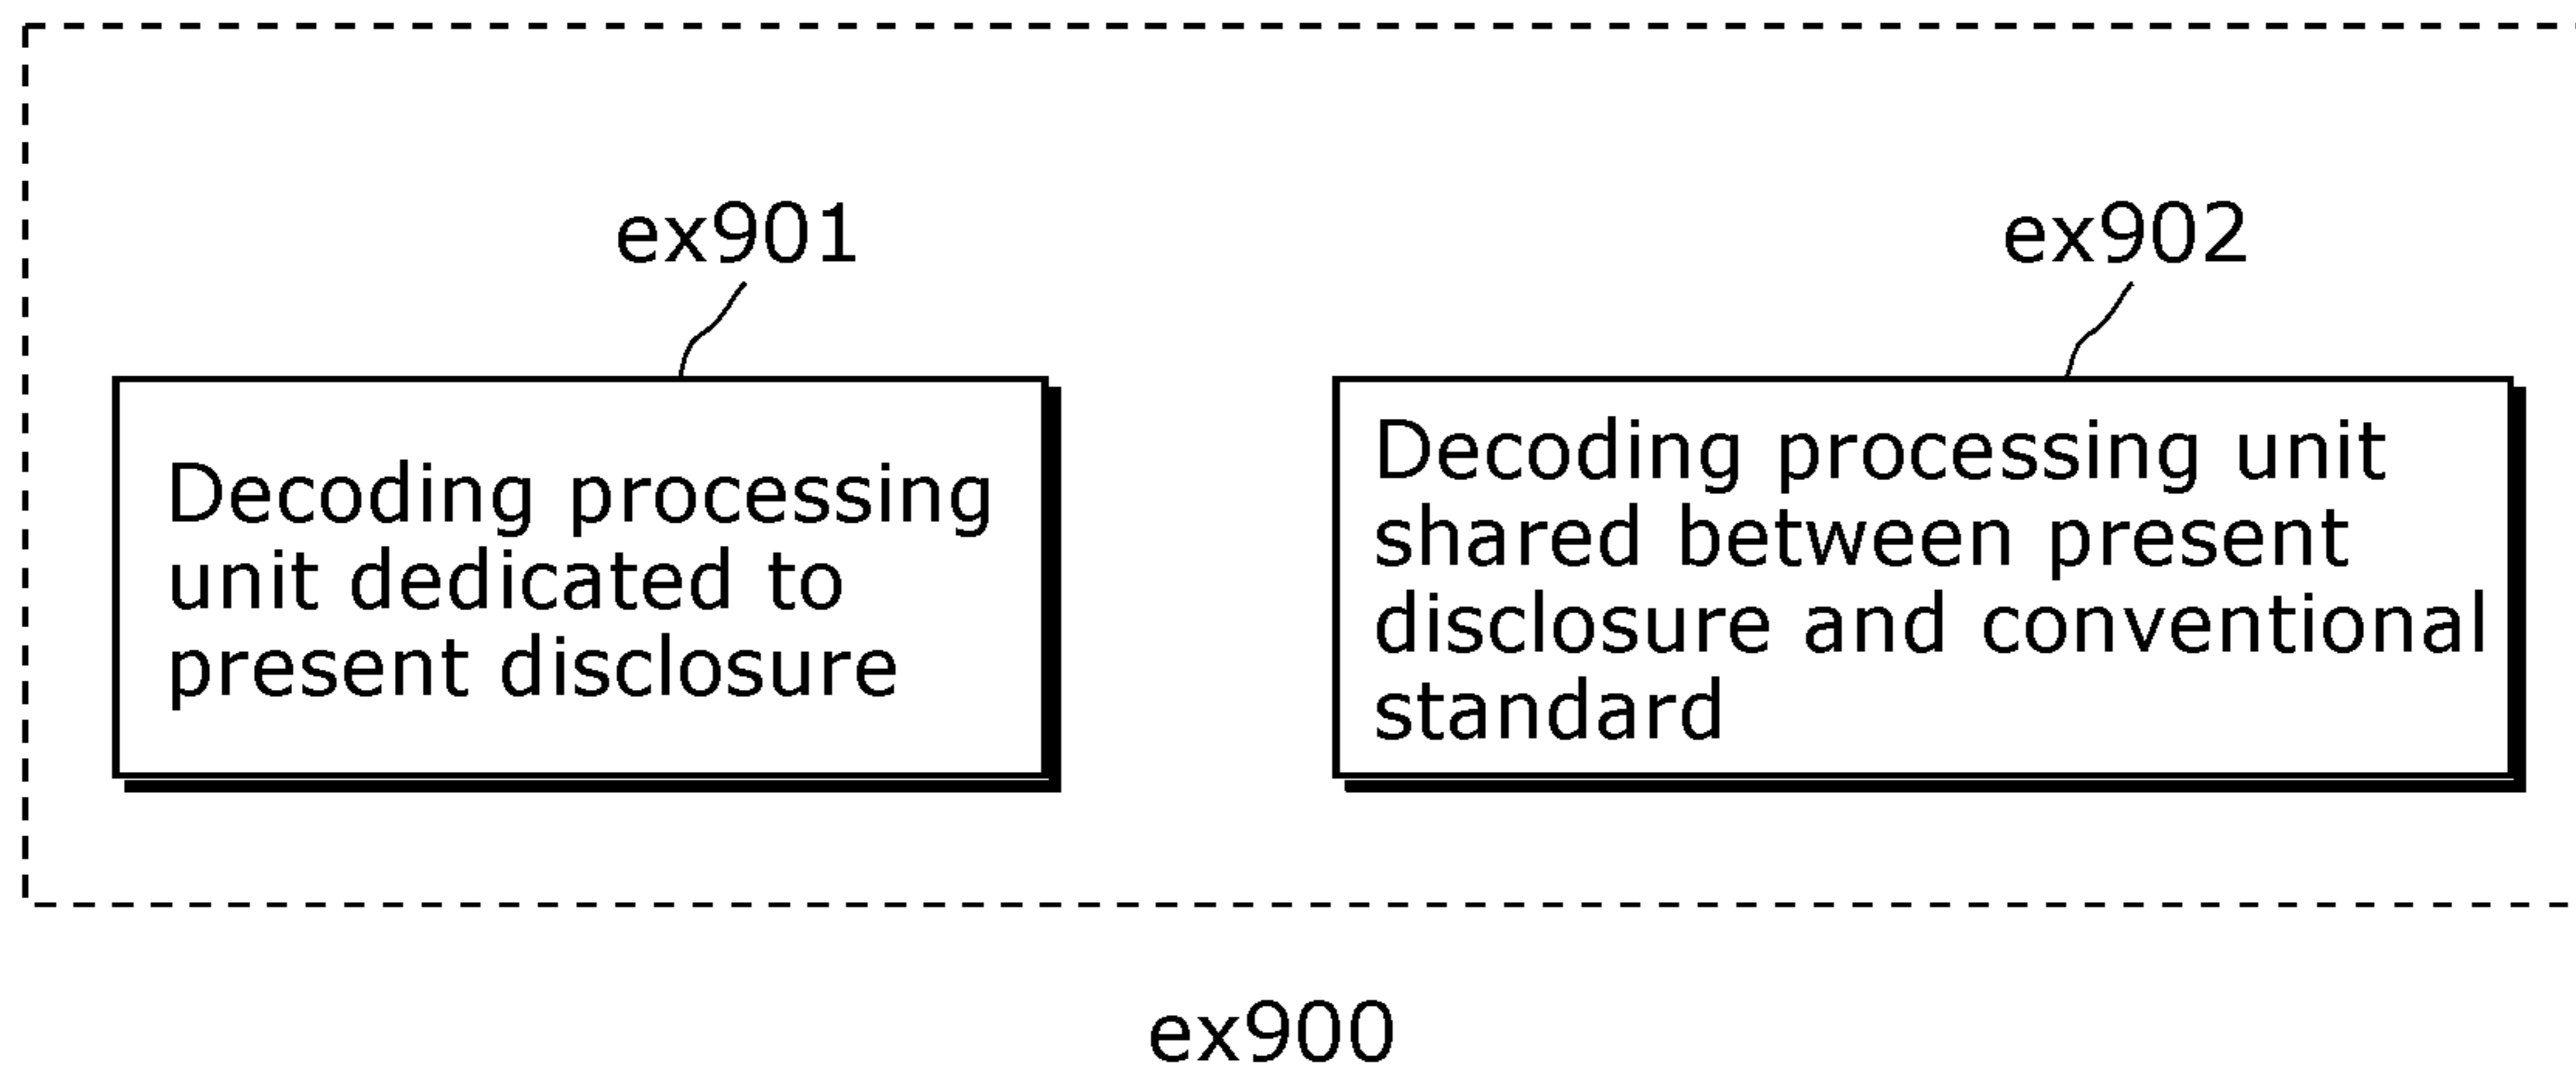 ex901
ex902
Decoding processing
unit dedicated to
present disclosure
Decoding processing unit
shared between present
disclosure and conventional
standard
ex900